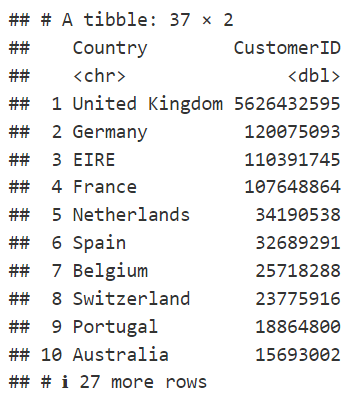 ## # A tibble: 37 × 2
##    Country        CustomerID
##    <chr>               <dbl>
##  1 United Kingdom 5626432595
##  2 Germany         120075093
##  3 EIRE            110391745
##  4 France          107648864
##  5 Netherlands      34190538
##  6 Spain            32689291
##  7 Belgium          25718288
##  8 Switzerland      23775916
##  9 Portugal         18864800
## 10 Australia        15693002
## # ℹ 27 more rows